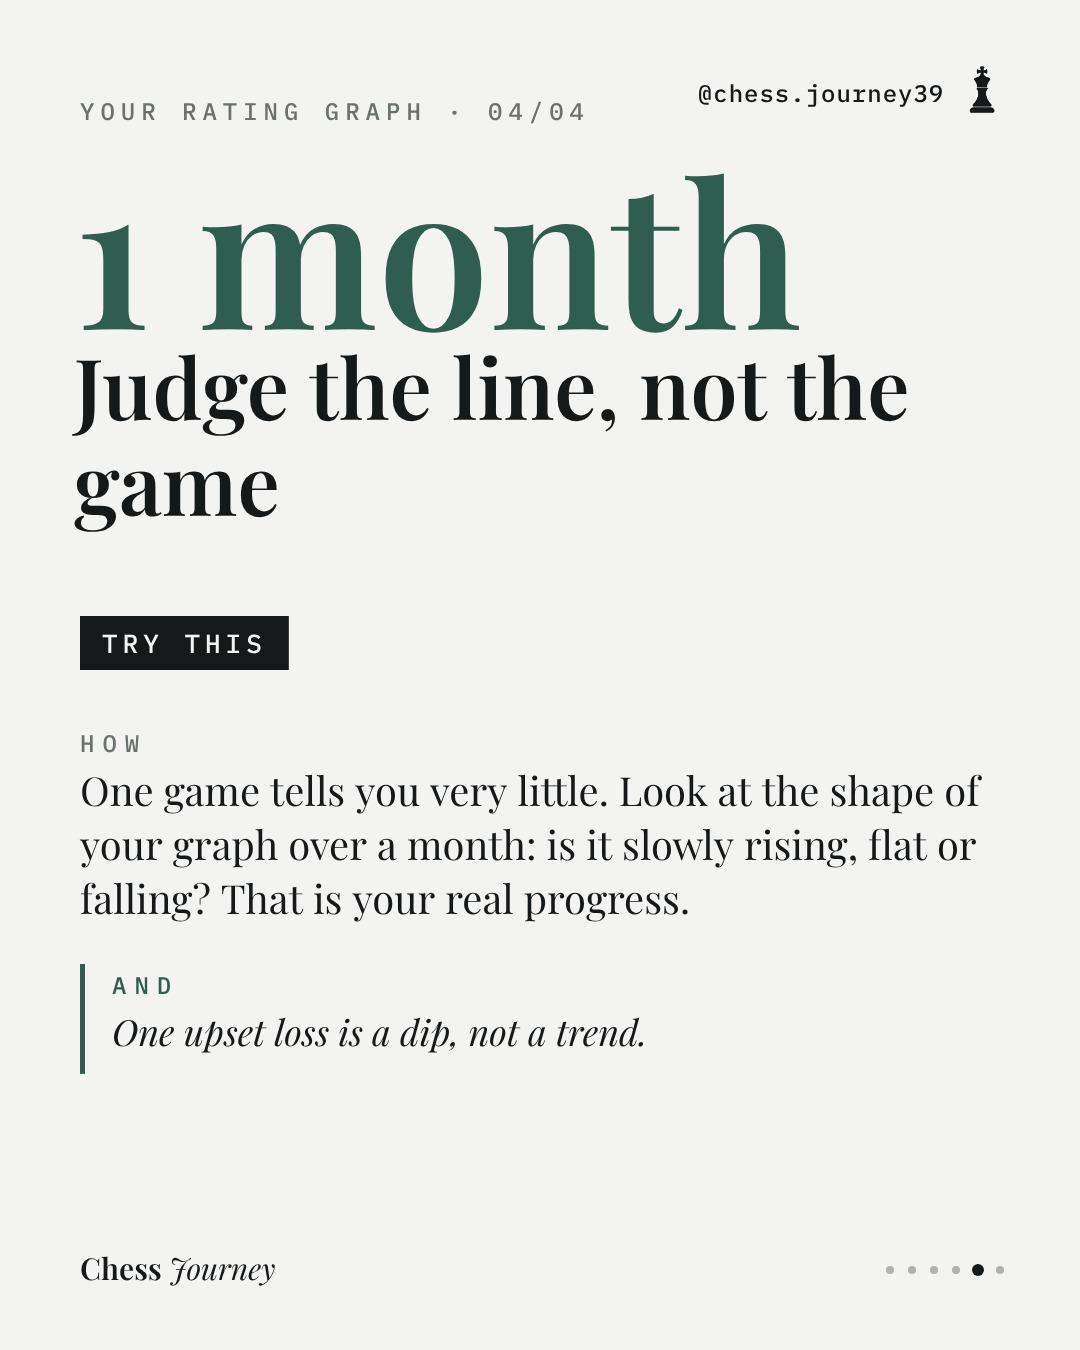 YOUR RATING GRAPH · 04/04
@chess.journey39
1 month
Judge the line, not the
game
TRY THIS
HOW
One game tells you very little. Look at the shape of
your graph over a month: is it slowly rising, flat or
falling? That is your real progress.
AND
One upset loss is a dip, not a trend.
Chess Journey